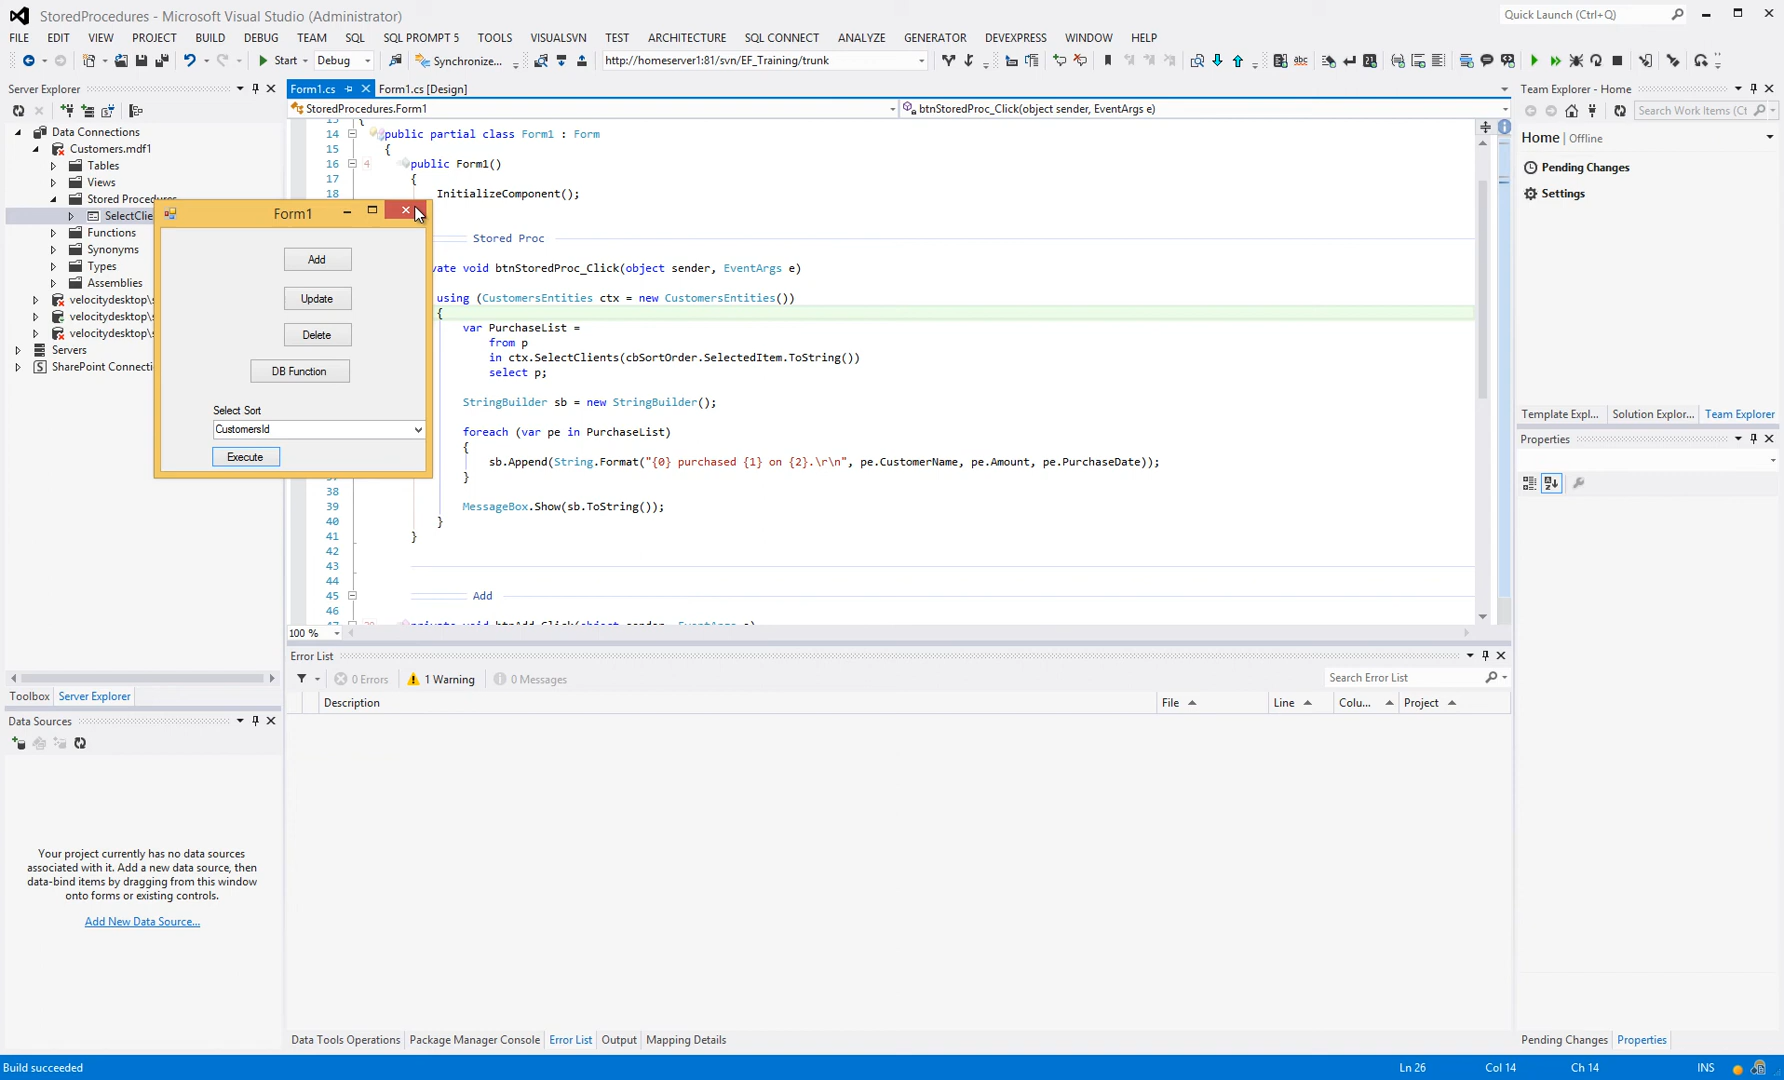 StoredProcedures - Microsoft Visual Studio (Administrator)
Quick Launch (Ctrl+Q)
FILE EDIT VIEW PROJECT BUILD DEBUG TEAM SQL SQL PROMPT 5 TOOLS VISUALSVN TEST ARCHITECTURE SQL CONNECT ANALYZE GENERATOR DEVEXPRESS WINDOW HELP
Start Debug Synchronize... http://homeserver1:81/svn/EF_Training/trunk
Server Explorer
Data Connections
Customers.mdf1
Tables
Views
Stored Procedures
SelectClie
Functions
Synonyms
Types
Assemblies
velocitydesktop\
velocitydesktop\
velocitydesktop\
Servers
SharePoint Connecti
Toolbox Server Explorer
Data Sources
Your project currently has no data sources
associated with it. Add a new data source, then
data-bind items by dragging from this window
onto forms or existing controls.
Add New Data Source...
Form1
Add
Update
Delete
DB Function
Select Sort
CustomersId
Execute
Form1.cs Form1.cs [Design]
StoredProcedures.Form1 btnStoredProc_Click(object sender, EventArgs e)
14 public partial class Form1 : Form
15 {
16 4 public Form1()
17 {
18 InitializeComponent();
Stored Proc
vate void btnStoredProc_Click(object sender, EventArgs e)
using (CustomersEntities ctx = new CustomersEntities())
{
var PurchaseList =
from p
in ctx.SelectClients(cbSortOrder.SelectedItem.ToString())
select p;
StringBuilder sb = new StringBuilder();
foreach (var pe in PurchaseList)
{
sb.Append(String.Format("{0} purchased {1} on {2}.\r\n", pe.CustomerName, pe.Amount, pe.PurchaseDate));
}
38
39 MessageBox.Show(sb.ToString());
40 }
41 }
42
43
44
45 Add
46
100 %
Error List
0 Errors 1 Warning 0 Messages
Search Error List
Description File Line Colu... Project
Data Tools Operations Package Manager Console Error List Output Mapping Details
Team Explorer - Home
Search Work Items (Ct
Home | Offline
Pending Changes
Settings
Template Expl... Solution Explor... Team Explorer
Properties
Pending Changes Properties
Build succeeded
Ln 26 Col 14 Ch 14 INS